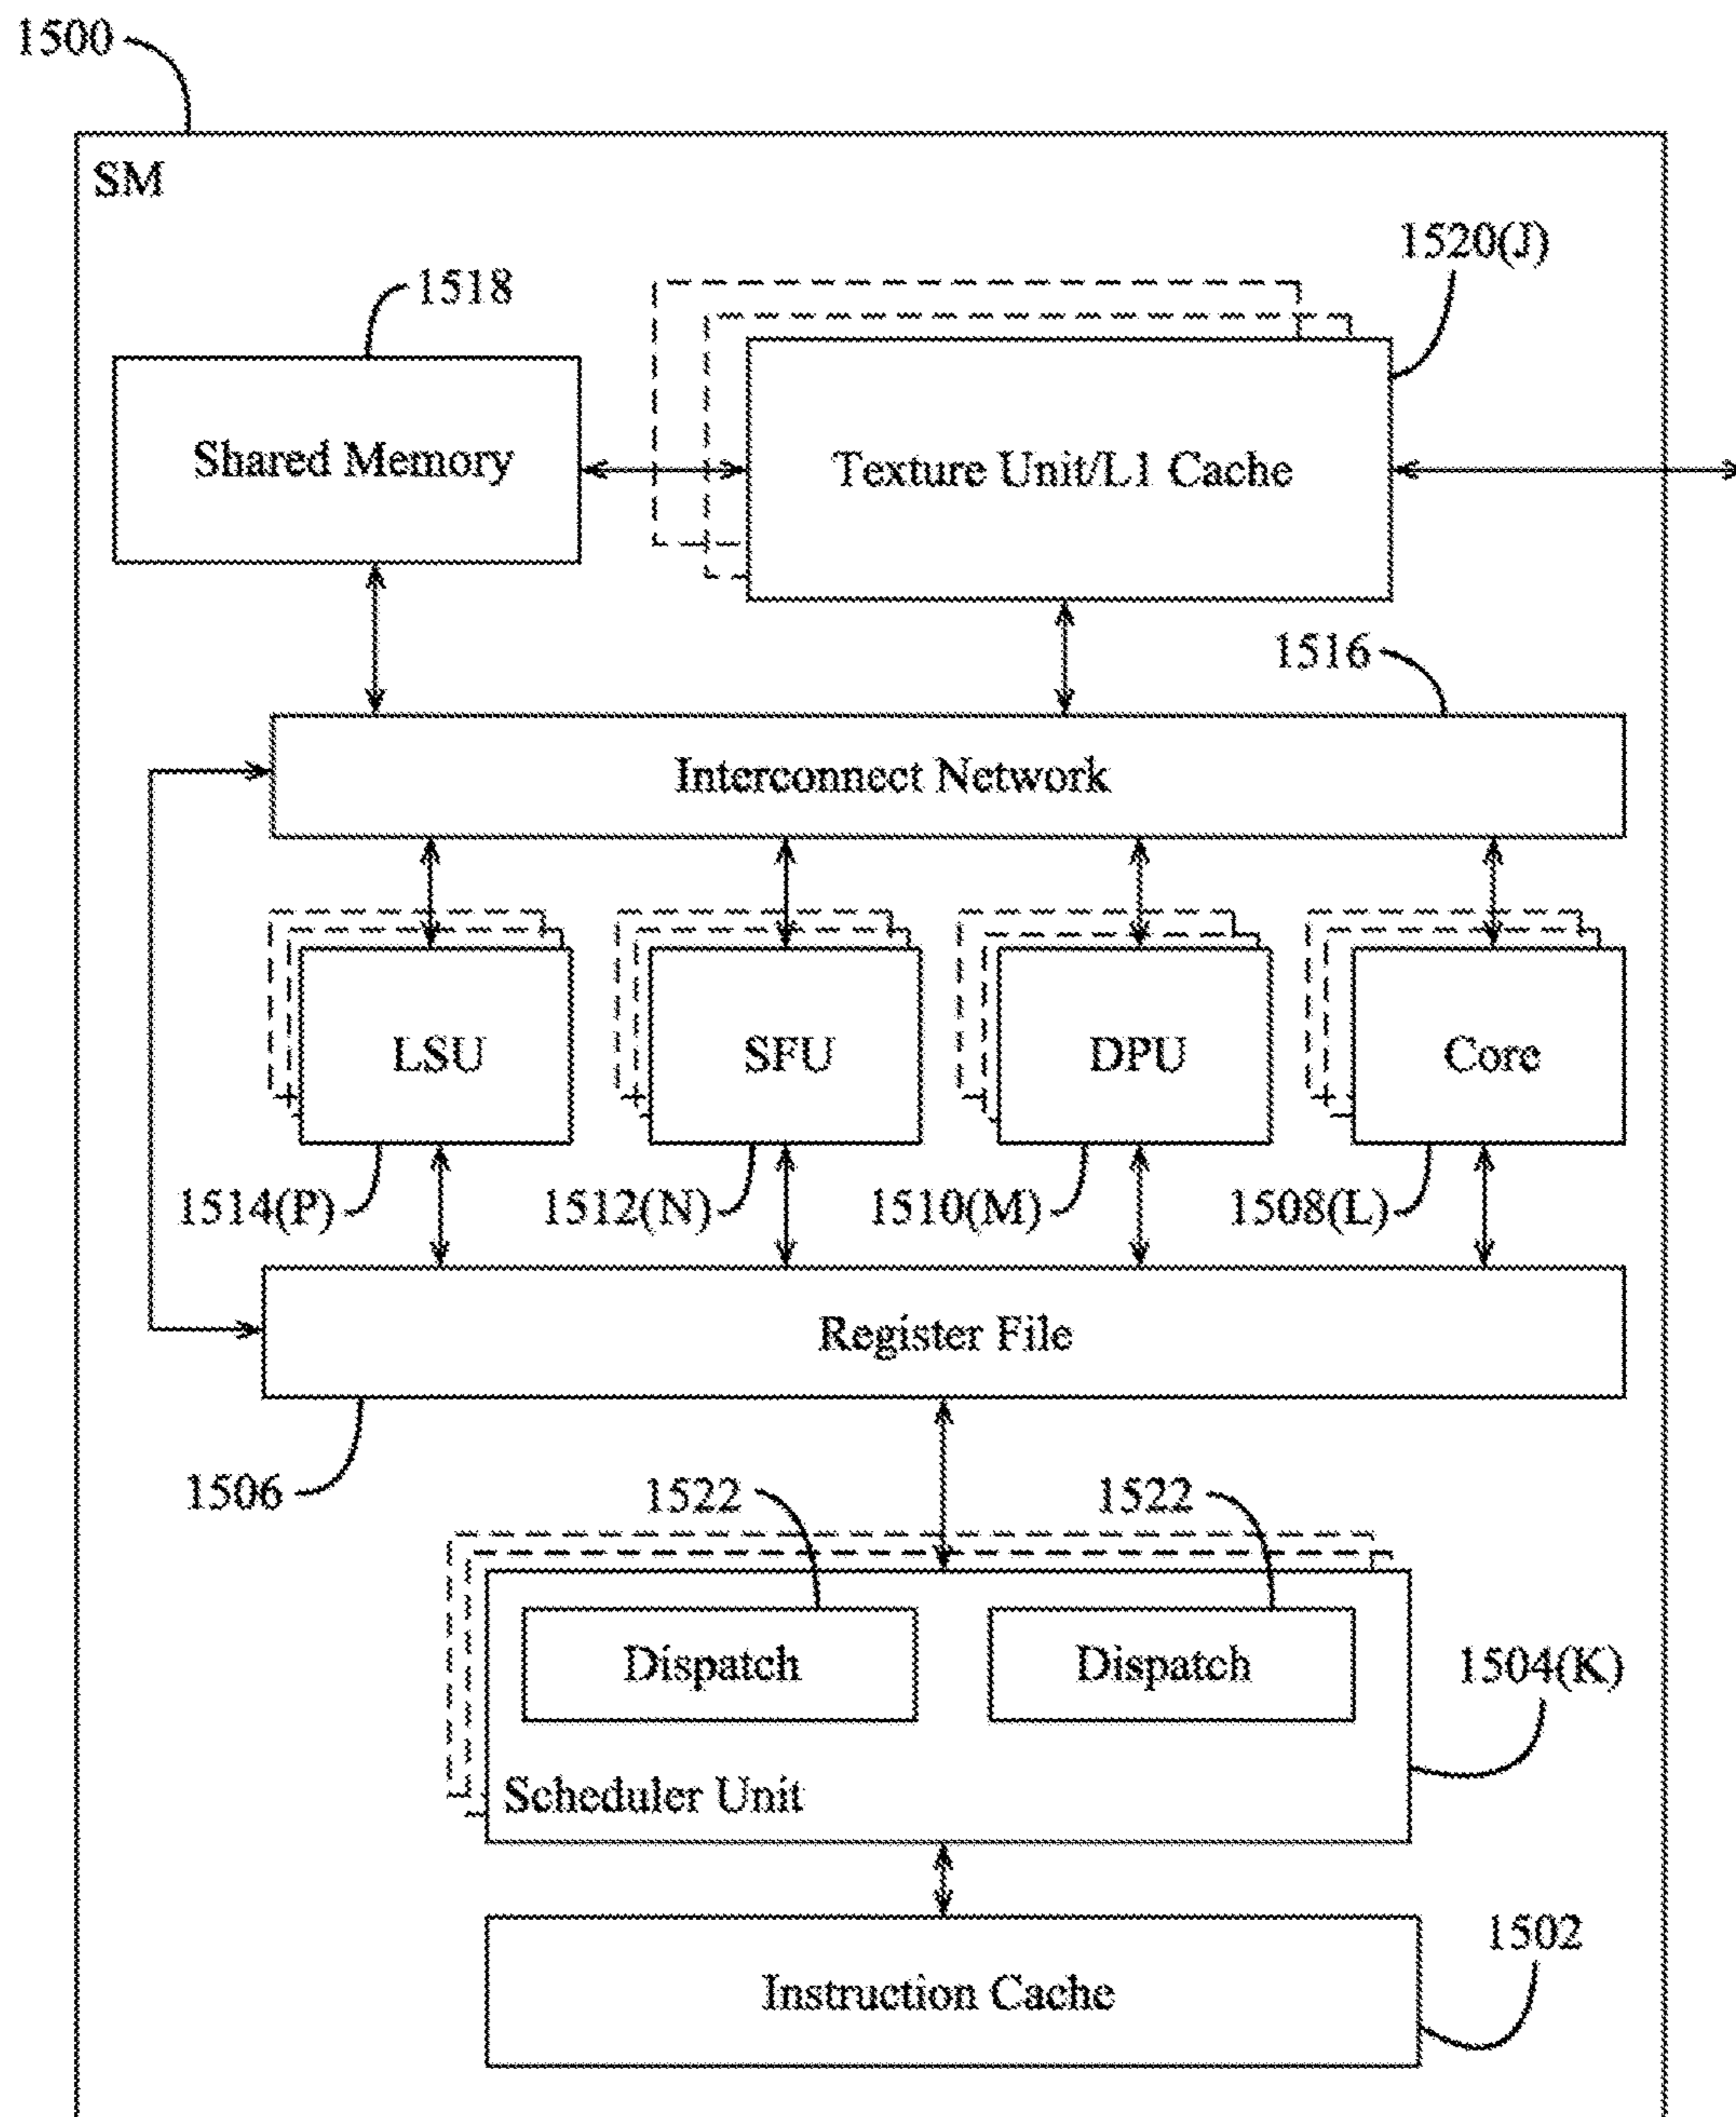 1500
SM
1520(J)
1518
Shared Memory
Texture Unit/L1 Cache
1516
Interconnect Network
LSU
SFU
DPU
Core
1514(P)
1512(N)
1510(M)
1508(L)
Register File
1506
1522
1522
Dispatch
Dispatch
1504(K)
Scheduler Unit
1502
Instruction Cache